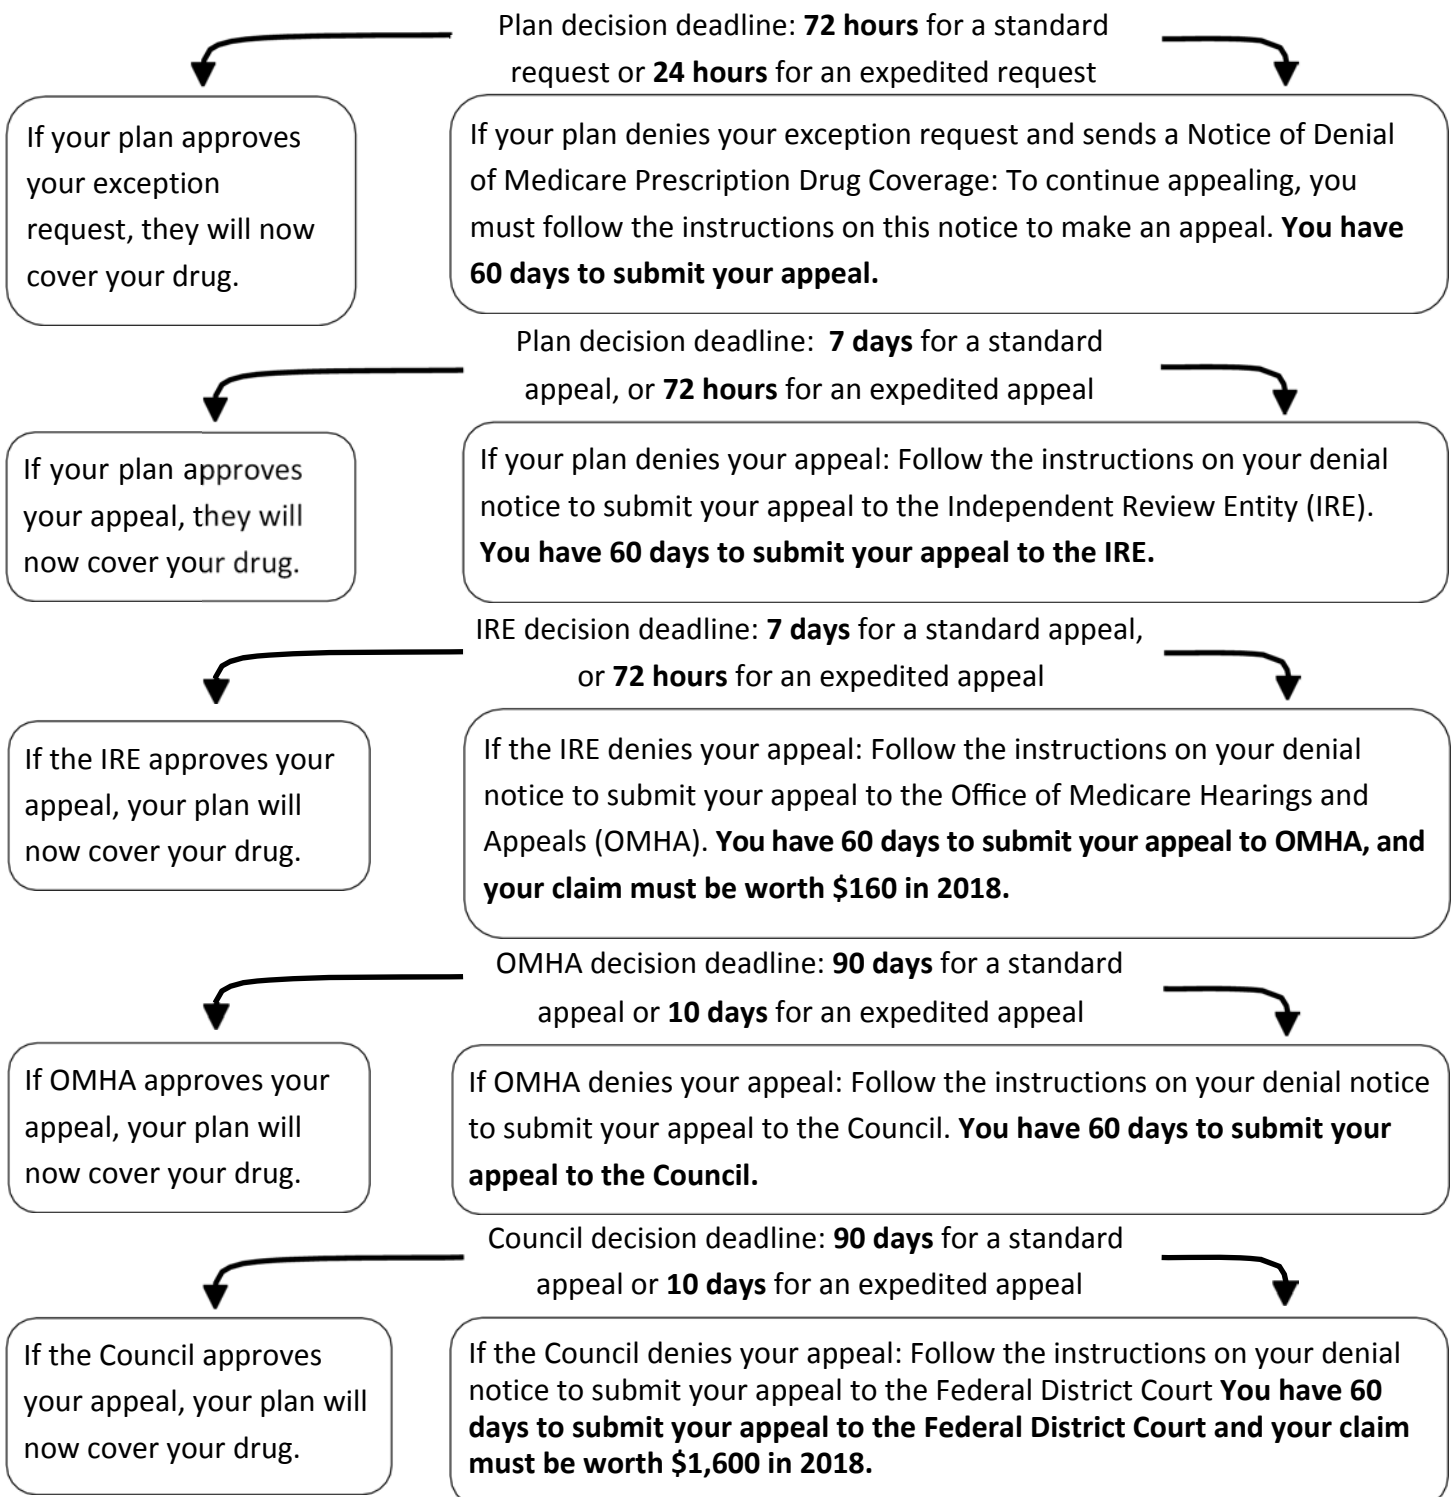 Plan decision deadline: 72 hours for a standard
request or 24 hours for an expedited request
If your plan approves
your exception
request, they will now
cover your drug.
If your plan denies your exception request and sends a Notice of Denial
of Medicare Prescription Drug Coverage: To continue appealing, you
must follow the instructions on this notice to make an appeal. You have
60 days to submit your appeal.
Plan decision deadline: 7 days for a standard
appeal, or 72 hours for an expedited appeal
If your plan approves
your appeal, they will
now cover your drug.
If your plan denies your appeal: Follow the instructions on your denial
notice to submit your appeal to the Independent Review Entity (IRE).
You have 60 days to submit your appeal to the IRE.
IRE decision deadline: 7 days for a standard appeal,
or 72 hours for an expedited appeal
If the IRE approves your
appeal, your plan will
now cover your drug.
If the IRE denies your appeal: Follow the instructions on your denial
notice to submit your appeal to the Office of Medicare Hearings and
Appeals (OMHA). You have 60 days to submit your appeal to OMHA, and
your claim must be worth $160 in 2018.
OMHA decision deadline: 90 days for a standard
appeal or 10 days for an expedited appeal
If OMHA approves your
appeal, your plan will
now cover your drug.
If OMHA denies your appeal: Follow the instructions on your denial notice
to submit your appeal to the Council. You have 60 days to submit your
appeal to the Council.
Council decision deadline: 90 days for a standard
appeal or 10 days for an expedited appeal
If the Council approves
your appeal, your plan will
now cover your drug.
If the Council denies your appeal: Follow the instructions on your denial
notice to submit your appeal to the Federal District Court You have 60
days to submit your appeal to the Federal District Court and your claim
must be worth $1,600 in 2018.